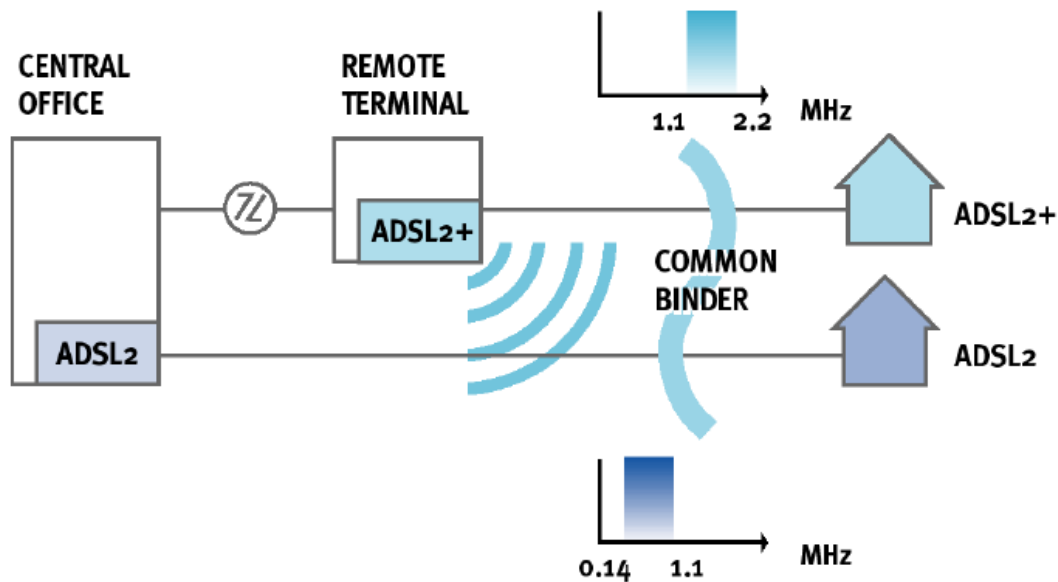 CENTRAL
OFFICE
REMOTE
TERMINAL
1.1 2.2 MHz
ADSL2+
ADSL2+
COMMON
BINDER
ADSL2
ADSL2
0.14 1.1 MHz